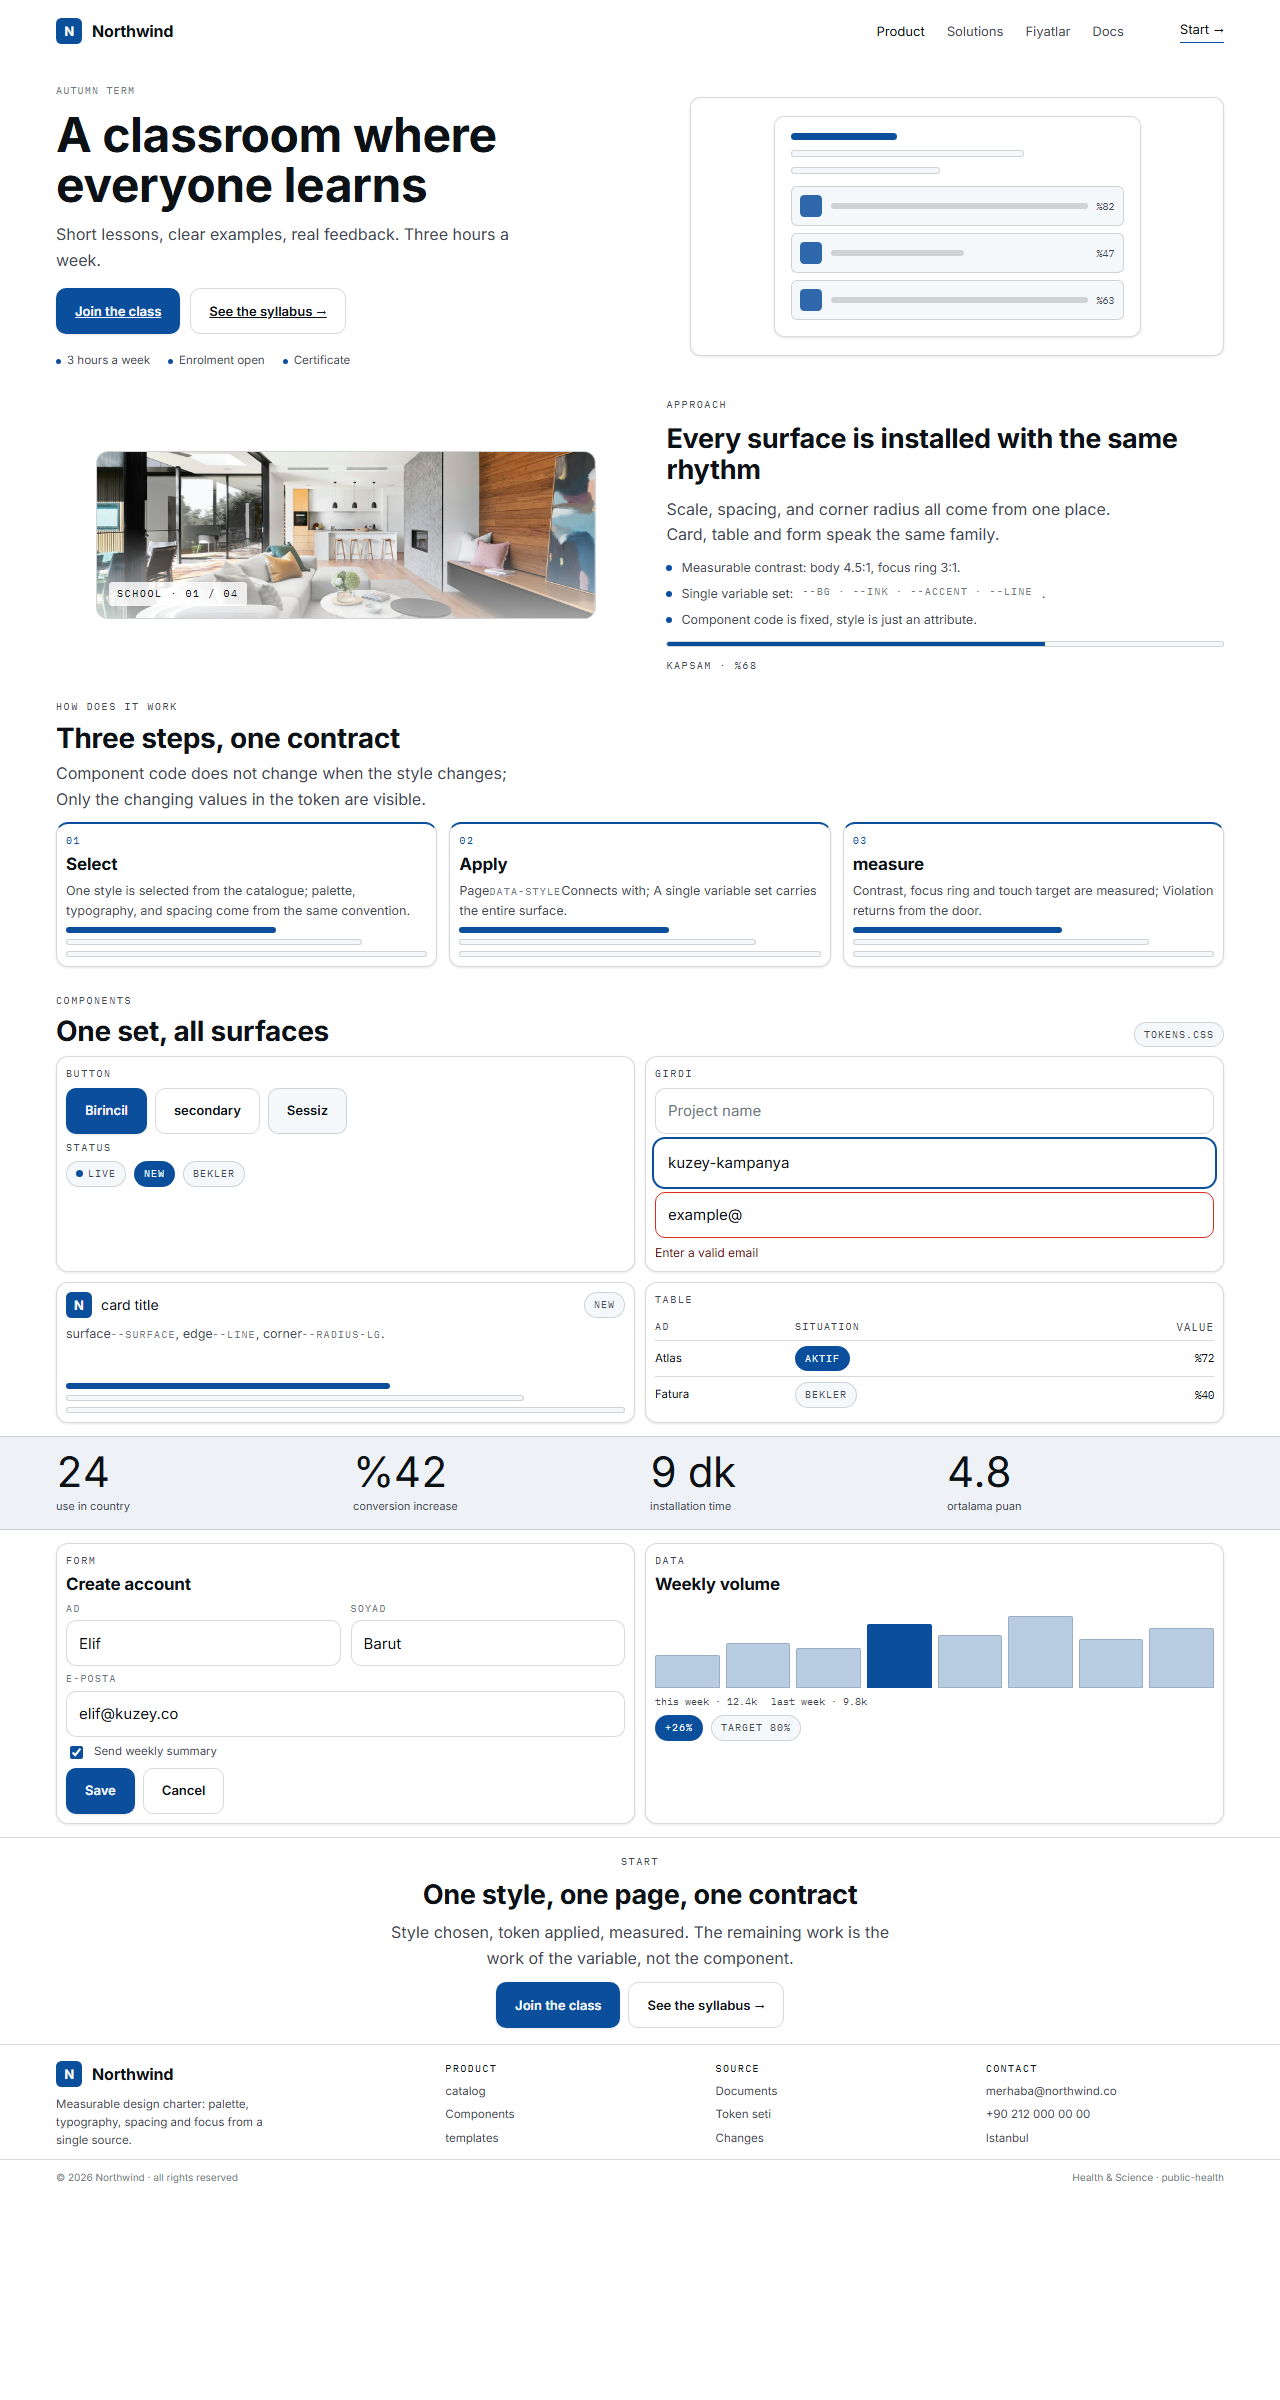 N Northwind
Product Solutions Fiyatlar Docs Start →
AUTUMN TERM
A classroom where
everyone learns
Short lessons, clear examples, real feedback. Three hours a
week.
Join the class See the syllabus →
3 hours a week Enrolment open Certificate
%82
%47
%63
SCHOOL · 01 / 04
APPROACH
Every surface is installed with the same
rhythm
Scale, spacing, and corner radius all come from one place.
Card, table and form speak the same family.
Measurable contrast: body 4.5:1, focus ring 3:1.
Single variable set: --BG · --INK · --ACCENT · --LINE .
Component code is fixed, style is just an attribute.
KAPSAM · %68
HOW DOES IT WORK
Three steps, one contract
Component code does not change when the style changes;
Only the changing values in the token are visible.
01
Select
One style is selected from the catalogue; palette,
typography, and spacing come from the same convention.
02
Apply
PageDATA-STYLEConnects with; A single variable set carries
the entire surface.
03
measure
Contrast, focus ring and touch target are measured; Violation
returns from the door.
COMPONENTS
One set, all surfaces
TOKENS.CSS
BUTTON
Birincil secondary Sessiz
STATUS
LIVE NEW BEKLER
GIRDI
Project name
kuzey-kampanya
example@
Enter a valid email
N card title NEW
surface--SURFACE, edge--LINE, corner--RADIUS-LG.
TABLE
AD SITUATION VALUE
Atlas AKTIF %72
Fatura BEKLER %40
24
use in country
%42
conversion increase
9 dk
installation time
4.8
ortalama puan
FORM
Create account
AD SOYAD
Elif Barut
E-POSTA
elif@kuzey.co
Send weekly summary
Save Cancel
DATA
Weekly volume
this week · 12.4k last week · 9.8k
+26% TARGET 80%
START
One style, one page, one contract
Style chosen, token applied, measured. The remaining work is the
work of the variable, not the component.
Join the class See the syllabus →
N Northwind
Measurable design charter: palette,
typography, spacing and focus from a
single source.
PRODUCT
catalog
Components
templates
SOURCE
Documents
Token seti
Changes
CONTACT
merhaba@northwind.co
+90 212 000 00 00
Istanbul
© 2026 Northwind · all rights reserved
Health & Science · public-health